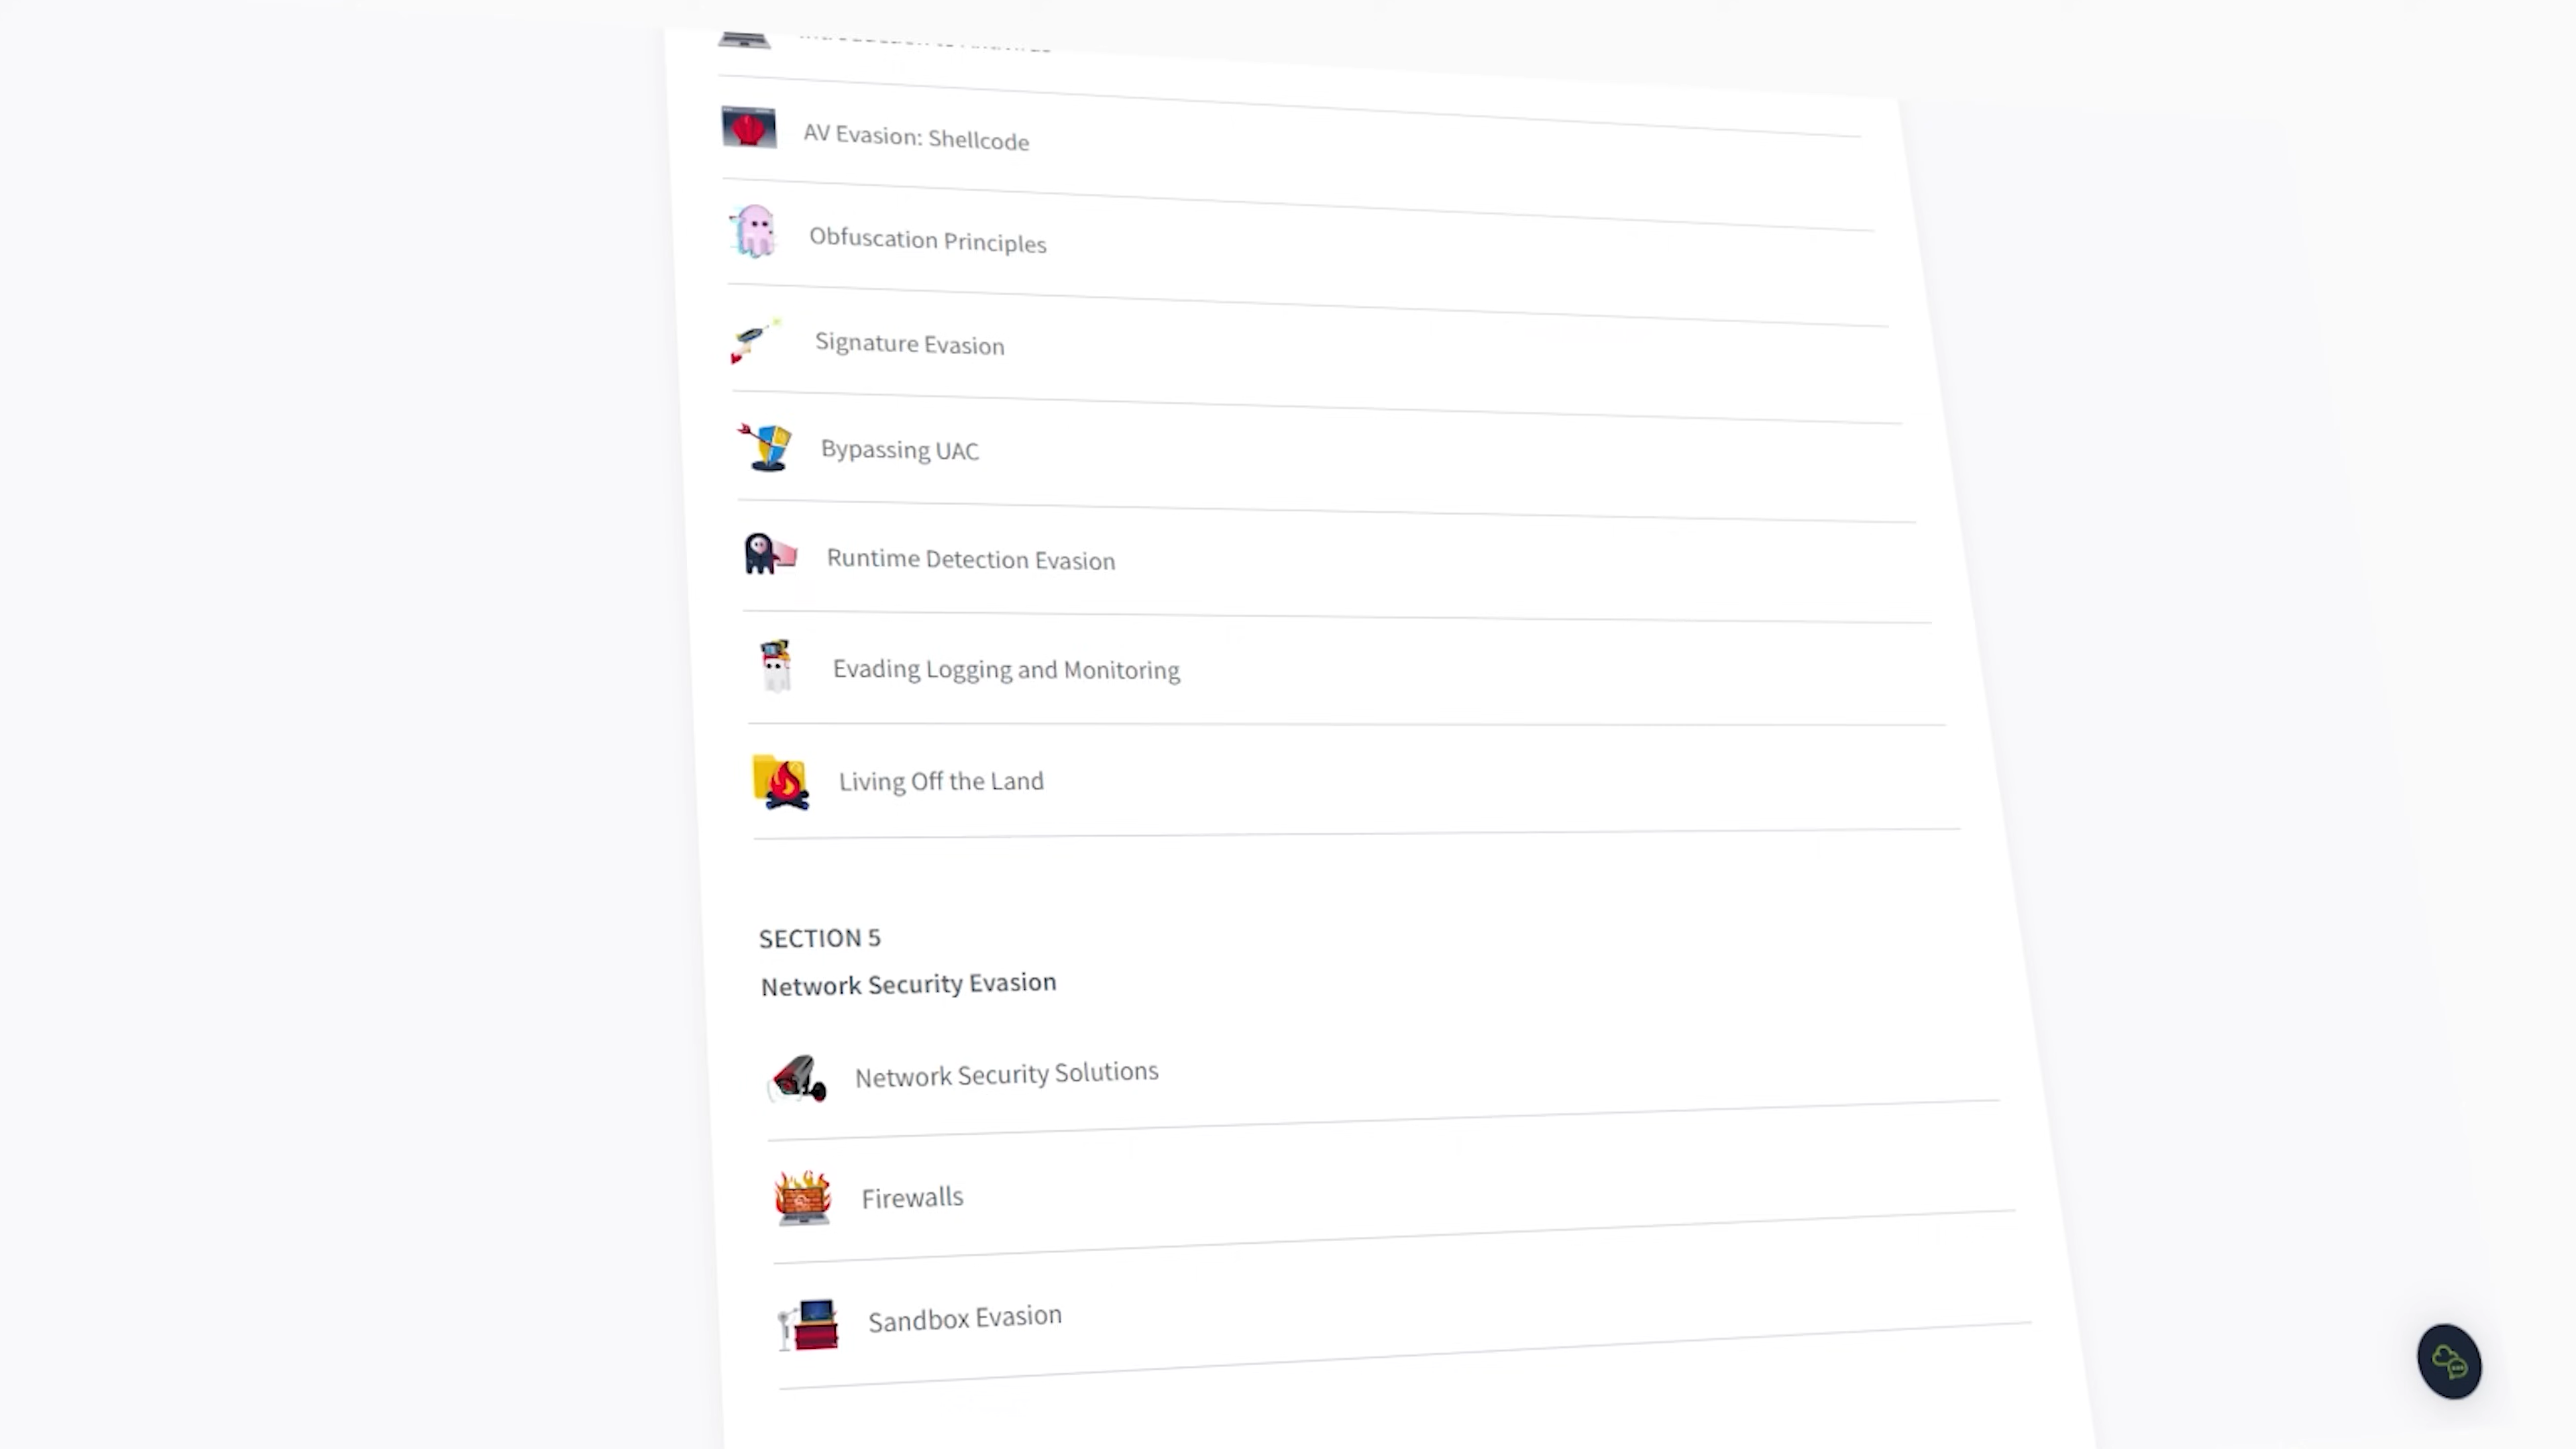 AV Evasion: Shellcode
Obfuscation Principles
Signature Evasion
Bypassing UAC
Runtime Detection Evasion
Evading Logging and Monitoring
Living Off the Land
SECTION 5
Network Security Evasion
Network Security Solutions
Firewalls
Sandbox Evasion